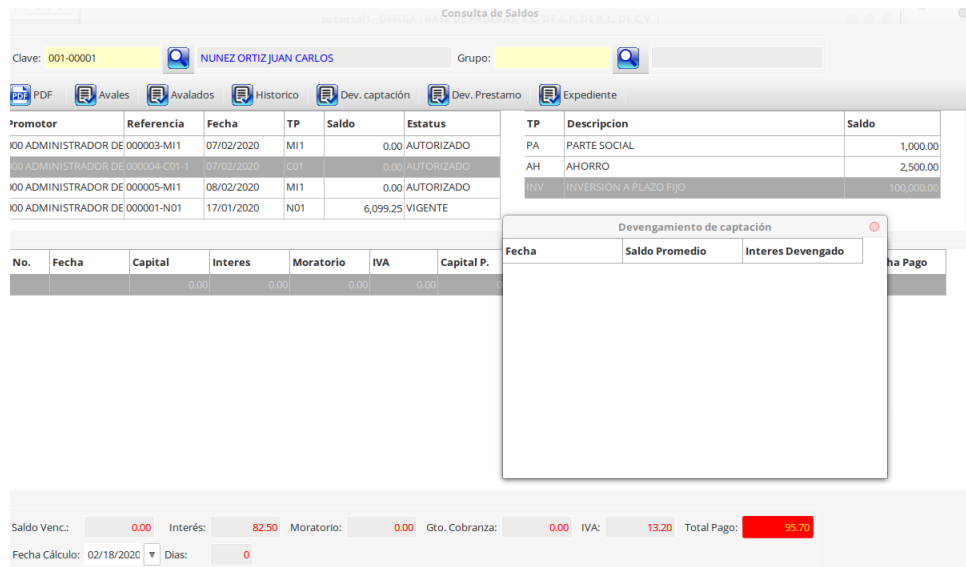 Consulta de Saldos
Clave: 001-00001 NUNEZ ORTIZ JUAN CARLOS Grupo:
PDF PDF Avales Avalados Historico Dev. captación Dev. Prestamo Expediente
Promotor Referencia Fecha TP Saldo Estatus
000 ADMINISTRADOR DE 000003-MI1 07/02/2020 MI1 0.00 AUTORIZADO
000 ADMINISTRADOR DE 000004-C01-1 07/02/2020 C01 0.00 AUTORIZADO
000 ADMINISTRADOR DE 000005-MI1 08/02/2020 MI1 0.00 AUTORIZADO
000 ADMINISTRADOR DE 000001-N01 17/01/2020 N01 6,099.25 VIGENTE
TP Descripcion Saldo
PA PARTE SOCIAL 1,000.00
AH AHORRO 2,500.00
INV INVERSION A PLAZO FIJO 100,000.00
No. Fecha Capital Interes Moratorio IVA Capital P. ha Pago
0.00 0.00 0.00 0.00 0
Devengamiento de captación
Fecha Saldo Promedio Interes Devengado
Saldo Venc.: 0.00 Interés: 82.50 Moratorio: 0.00 Gto. Cobranza: 0.00 IVA: 13.20 Total Pago: 95.70
Fecha Cálculo: 02/18/2020 Dias: 0